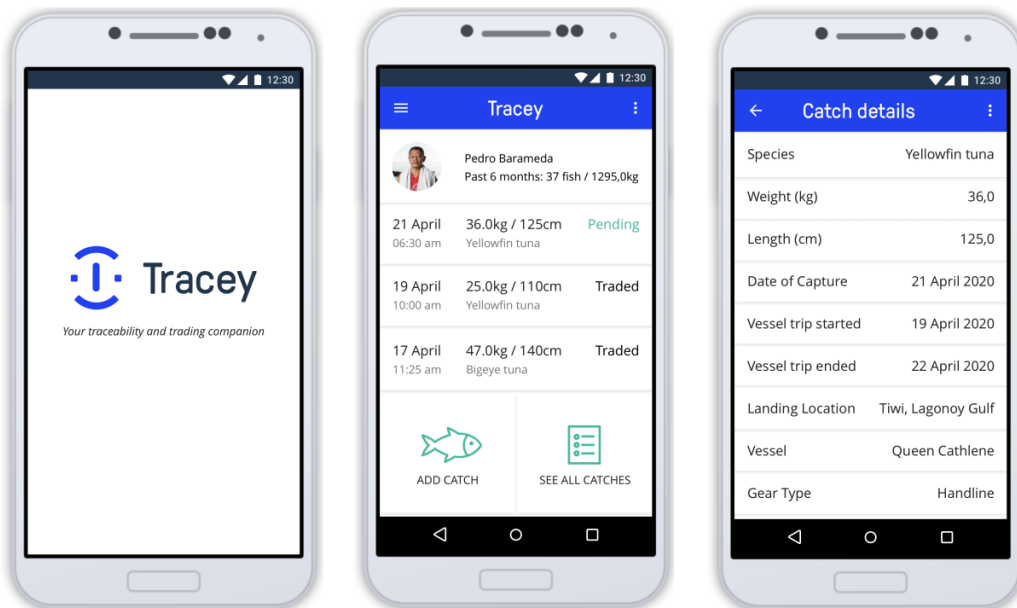 12:30
Tracey
Your traceability and trading companion
12:30
Tracey
Pedro Barameda
Past 6 months: 37 fish / 1295,0kg
21 April 36.0kg / 125cm Pending
06:30 am Yellowfin tuna
19 April 25.0kg / 110cm Traded
10:00 am Yellowfin tuna
17 April 47.0kg / 140cm Traded
11:25 am Bigeye tuna
ADD CATCH SEE ALL CATCHES
12:30
Catch details
Species Yellowfin tuna
Weight (kg) 36,0
Length (cm) 125,0
Date of Capture 21 April 2020
Vessel trip started 19 April 2020
Vessel trip ended 22 April 2020
Landing Location Tiwi, Lagonoy Gulf
Vessel Queen Cathlene
Gear Type Handline